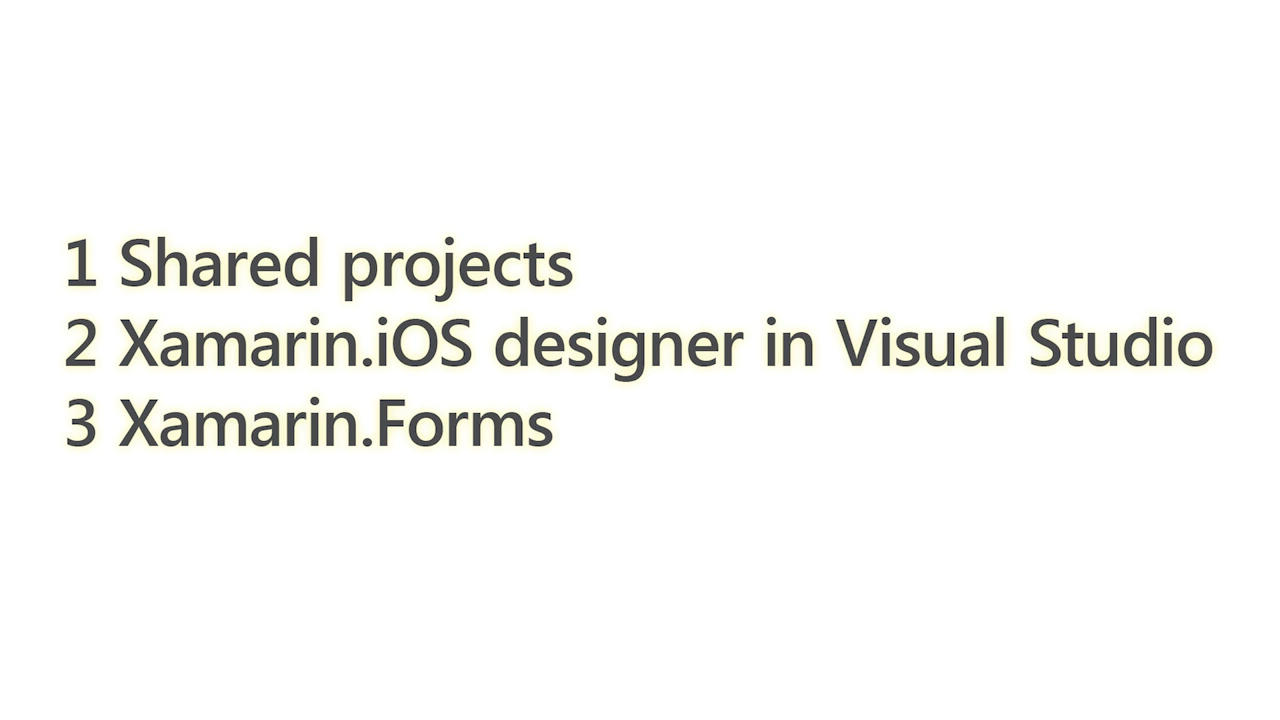 1 Shared projects
2 Xamarin.iOS designer in Visual Studio
3 Xamarin.Forms